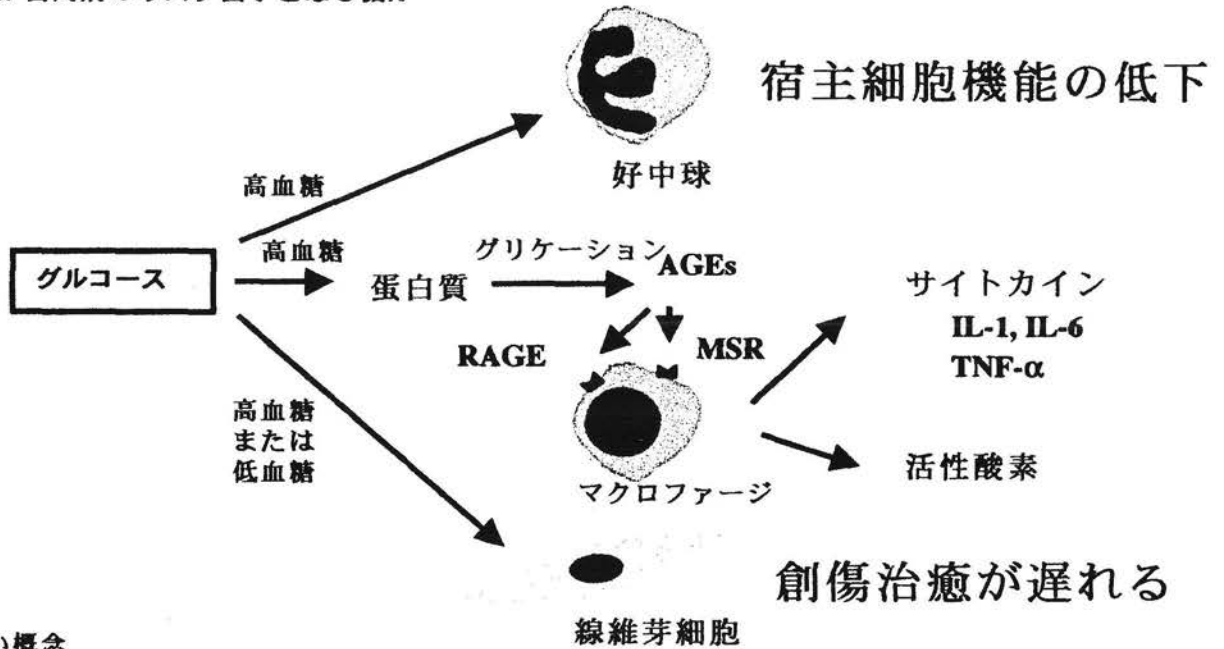 宿主細胞機能の低下
好中球
高血糖
高血糖
グルコース
蛋白質
グリケーション
AGEs
サイトカイン
IL-1, IL-6
TNF-α
RAGE
MSR
高血糖
または
低血糖
マクロファージ
活性酸素
創傷治癒が遅れる
線維芽細胞
概念